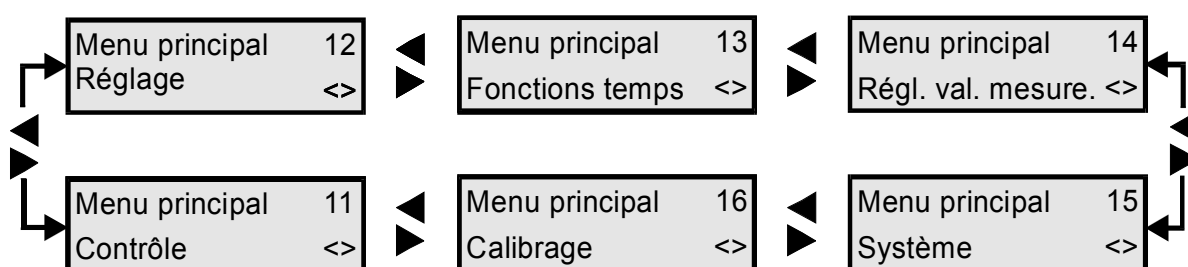 Menu principal 12
Réglage <>
Menu principal 13
Fonctions temps <>
Menu principal 14
Régl. val. mesure. <>
Menu principal 11
Contrôle <>
Menu principal 16
Calibrage <>
Menu principal 15
Système <>